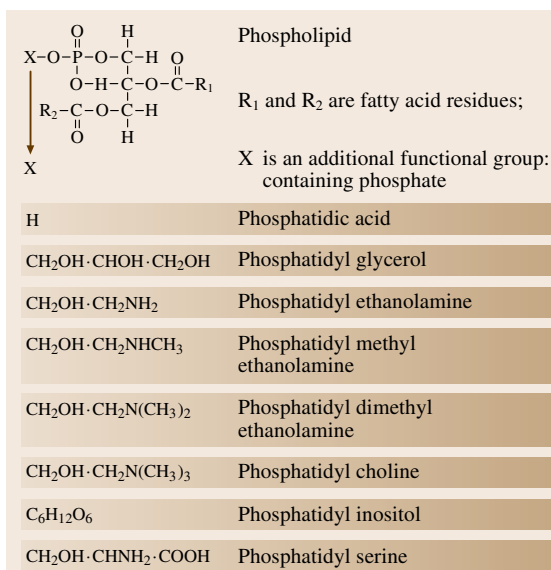 O H
X–O–P–O–C–H O
O–H–C–O–C–R₁
R₂–C–O–C–H
O H
X
Phospholipid
R₁ and R₂ are fatty acid residues;
X is an additional functional group:
containing phosphate
H Phosphatidic acid
CH₂OH·CHOH·CH₂OH Phosphatidyl glycerol
CH₂OH·CH₂NH₂ Phosphatidyl ethanolamine
CH₂OH·CH₂NHCH₃ Phosphatidyl methyl
ethanolamine
CH₂OH·CH₂N(CH₃)₂ Phosphatidyl dimethyl
ethanolamine
CH₂OH·CH₂N(CH₃)₃ Phosphatidyl choline
C₆H₁₂O₆ Phosphatidyl inositol
CH₂OH·CHNH₂·COOH Phosphatidyl serine